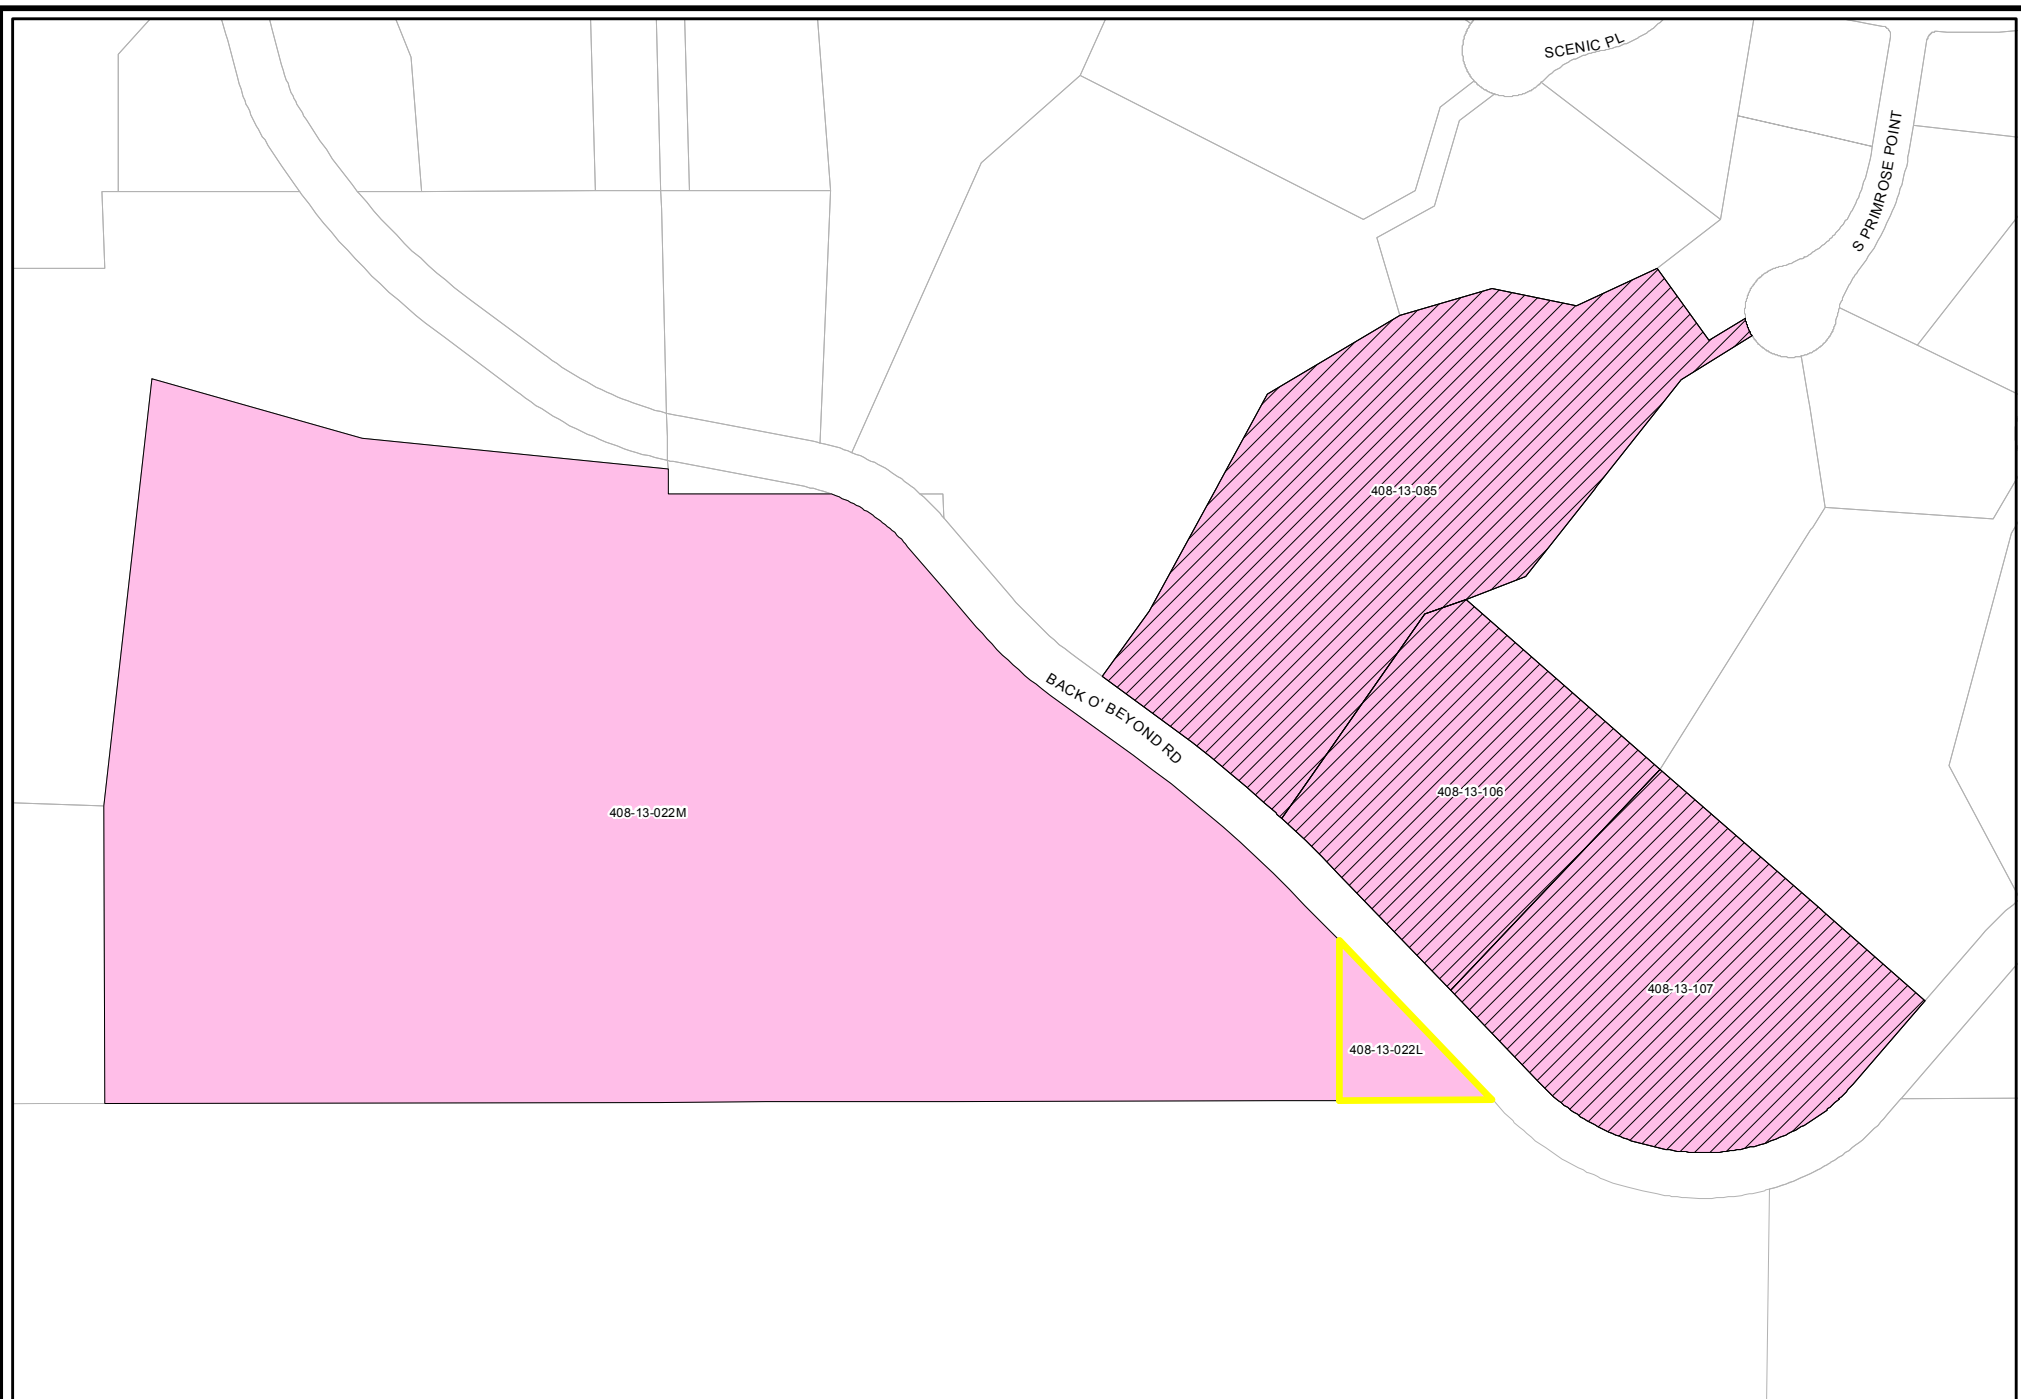 SCENIC PL
S PRIMROSE POINT
408-13-085
BACK O' BEYOND RD
408-13-106
408-13-022M
408-13-107
408-13-022L